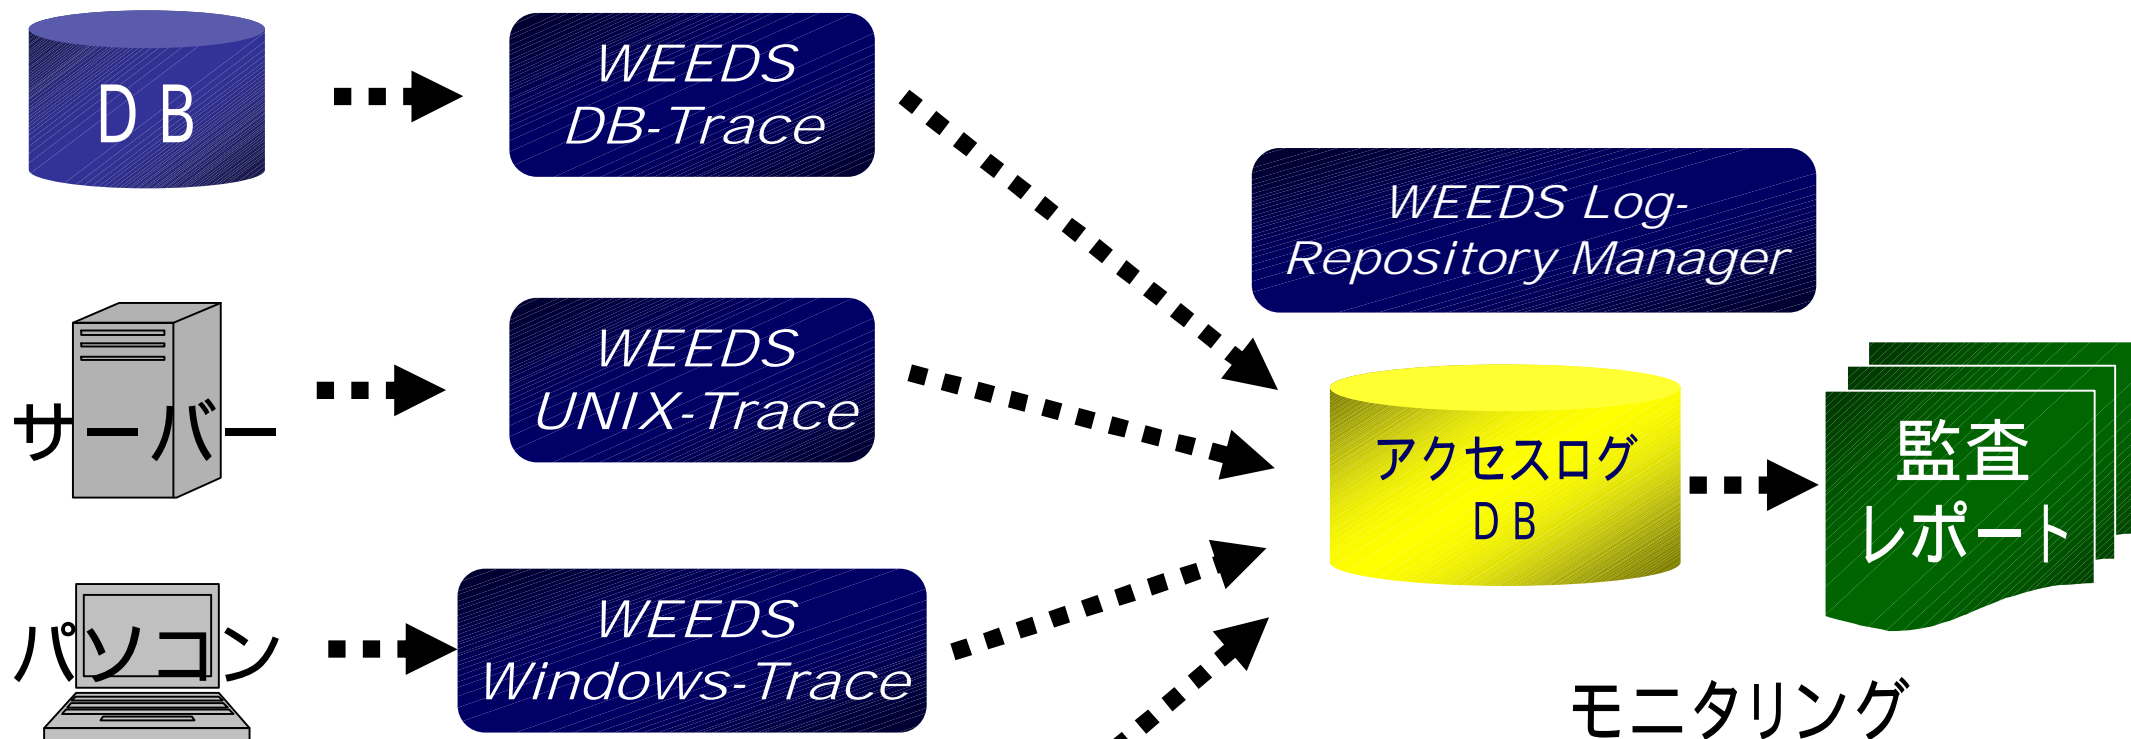 ＤＢ
WEEDS
DB-Trace
WEEDS Log-
Repository Manager
サーバー
WEEDS
UNIX-Trace
アクセスログ
ＤＢ
監査
レポート
パソコン
WEEDS
Windows-Trace
モニタリング